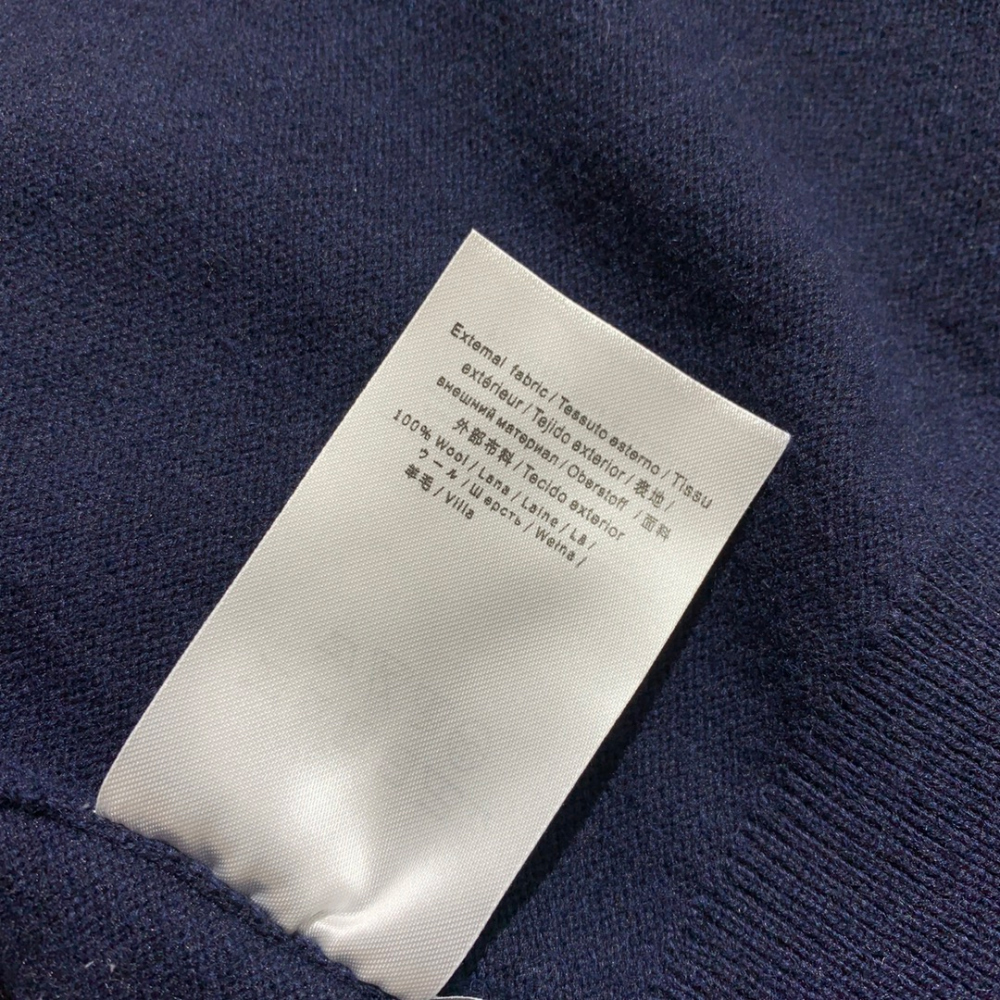 External fabric / Tessuto esterno / Tissu
extérieur / Tejido exterior / 表地 /
внешний материал / Oberstoff / 面料
外部布料 / Tecido exterior
100% Wool / Lana / Laine / Lã /
ウール / Шерсть / Weina /
羊毛 / Villa